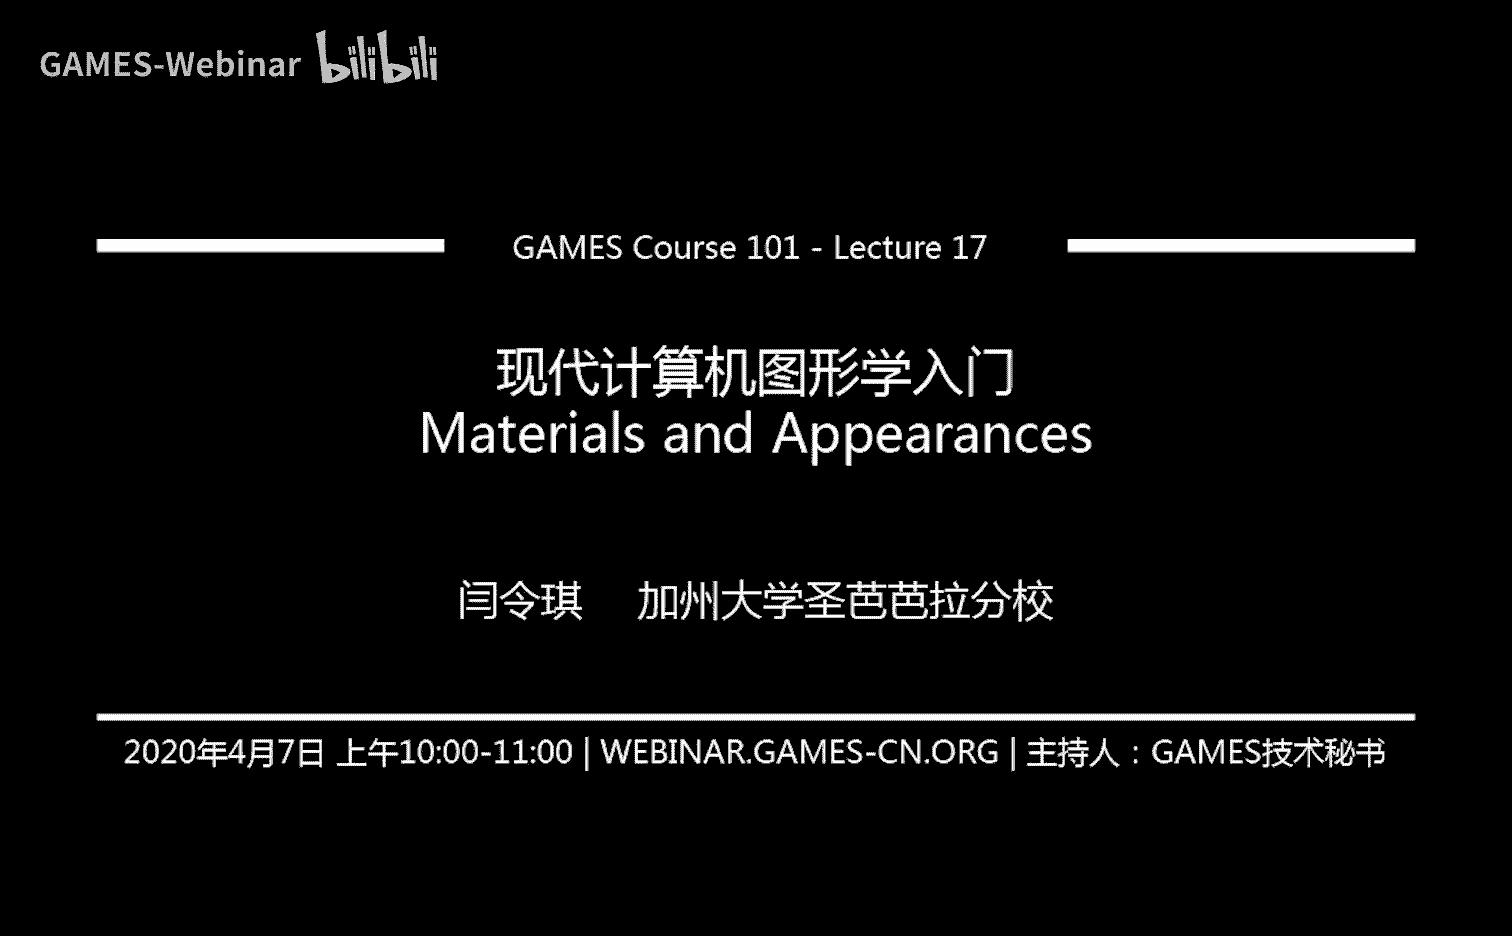 GAMES-Webinar bilibili
GAMES Course 101 - Lecture 17
现代计算机图形学入门
Materials and Appearances
闫令琪 加州大学圣芭芭拉分校
2020年4月7日 上午10:00-11:00 | WEBINAR.GAMES-CN.ORG | 主持人：GAMES技术秘书